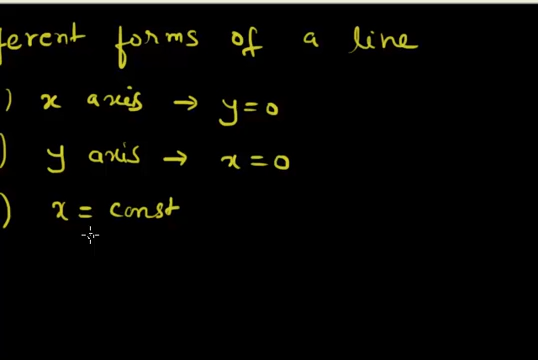 ferent forms of a line
) x axis → y = 0
) y axis → x = 0
) x = const